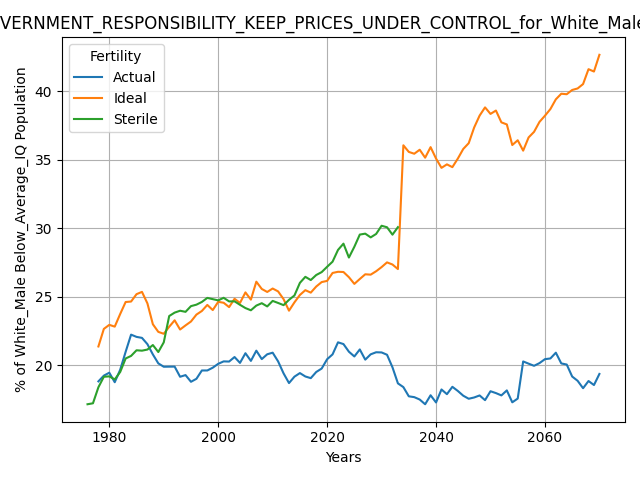 VERNMENT_RESPONSIBILITY_KEEP_PRICES_UNDER_CONTROL_for_White_Male
Fertility
Actual
Ideal
Sterile
% of White_Male Below_Average_IQ Population
40
35
30
25
20
1980
2000
2020
2040
2060
Years